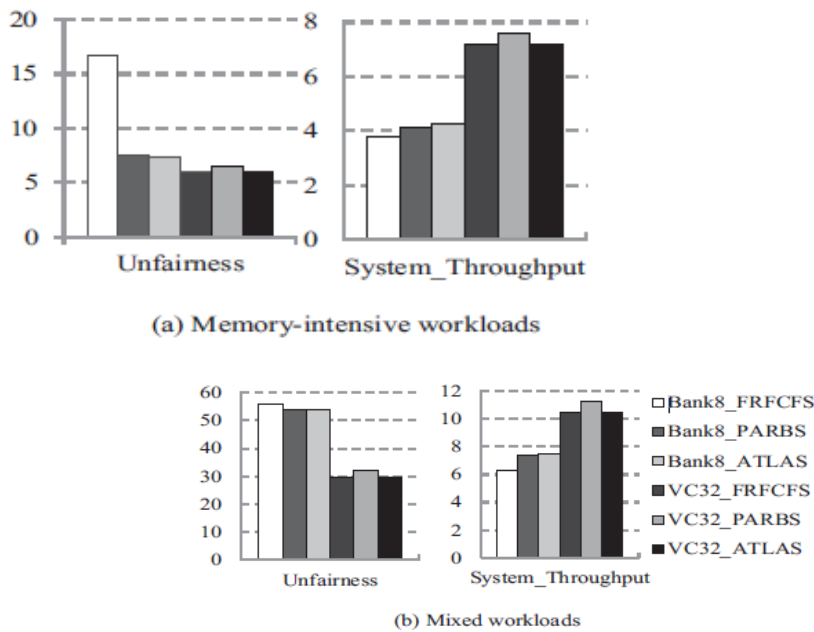 20
15
10
5
0
Unfairness
8
6
4
2
0
System_Throughput
(a) Memory-intensive workloads
60
50
40
30
20
10
0
Unfairness
12
10
8
6
4
2
0
System_Throughput
Bank8_FRFCFS
Bank8_PARBS
Bank8_ATLAS
VC32_FRFCFS
VC32_PARBS
VC32_ATLAS
(b) Mixed workloads